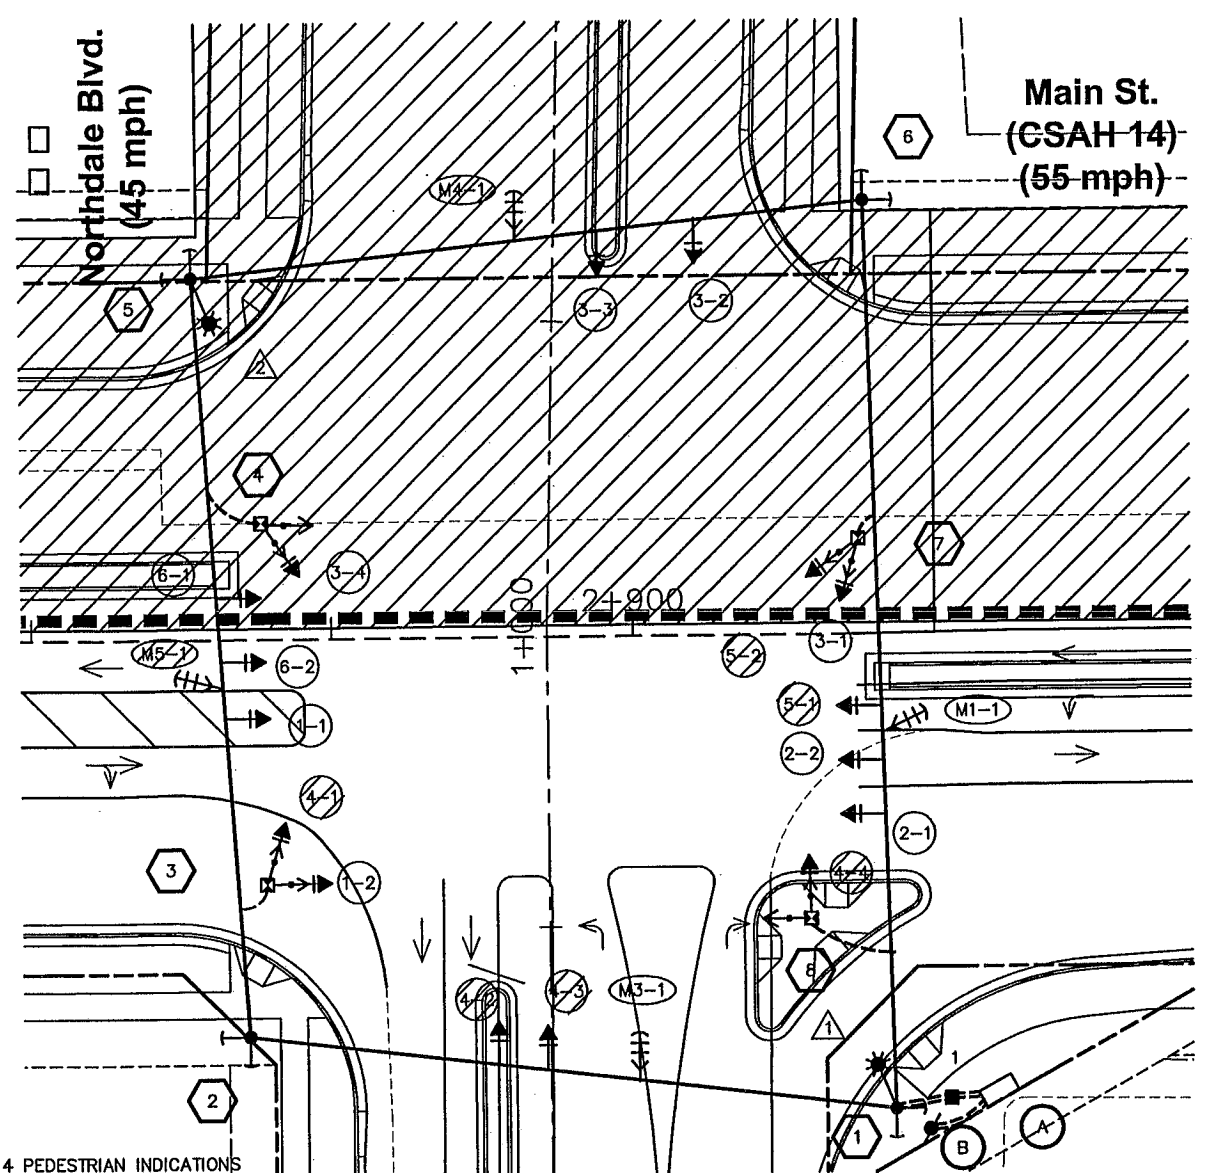 Northdale Blvd.
(45 mph)
Main St.
(CSAH 14)
(55 mph)
6
M4-1
5
3-3
3-2
2
4
6-1
3-4
7
1+000
2+900
M5-1
6-2
5-2
3-1
1-1
5-1
M1-1
2-2
4-1
2-1
3
1-2
4-4
8
4-2
4-3
M3-1
1
1
2
1
B
A
4 PEDESTRIAN INDICATIONS